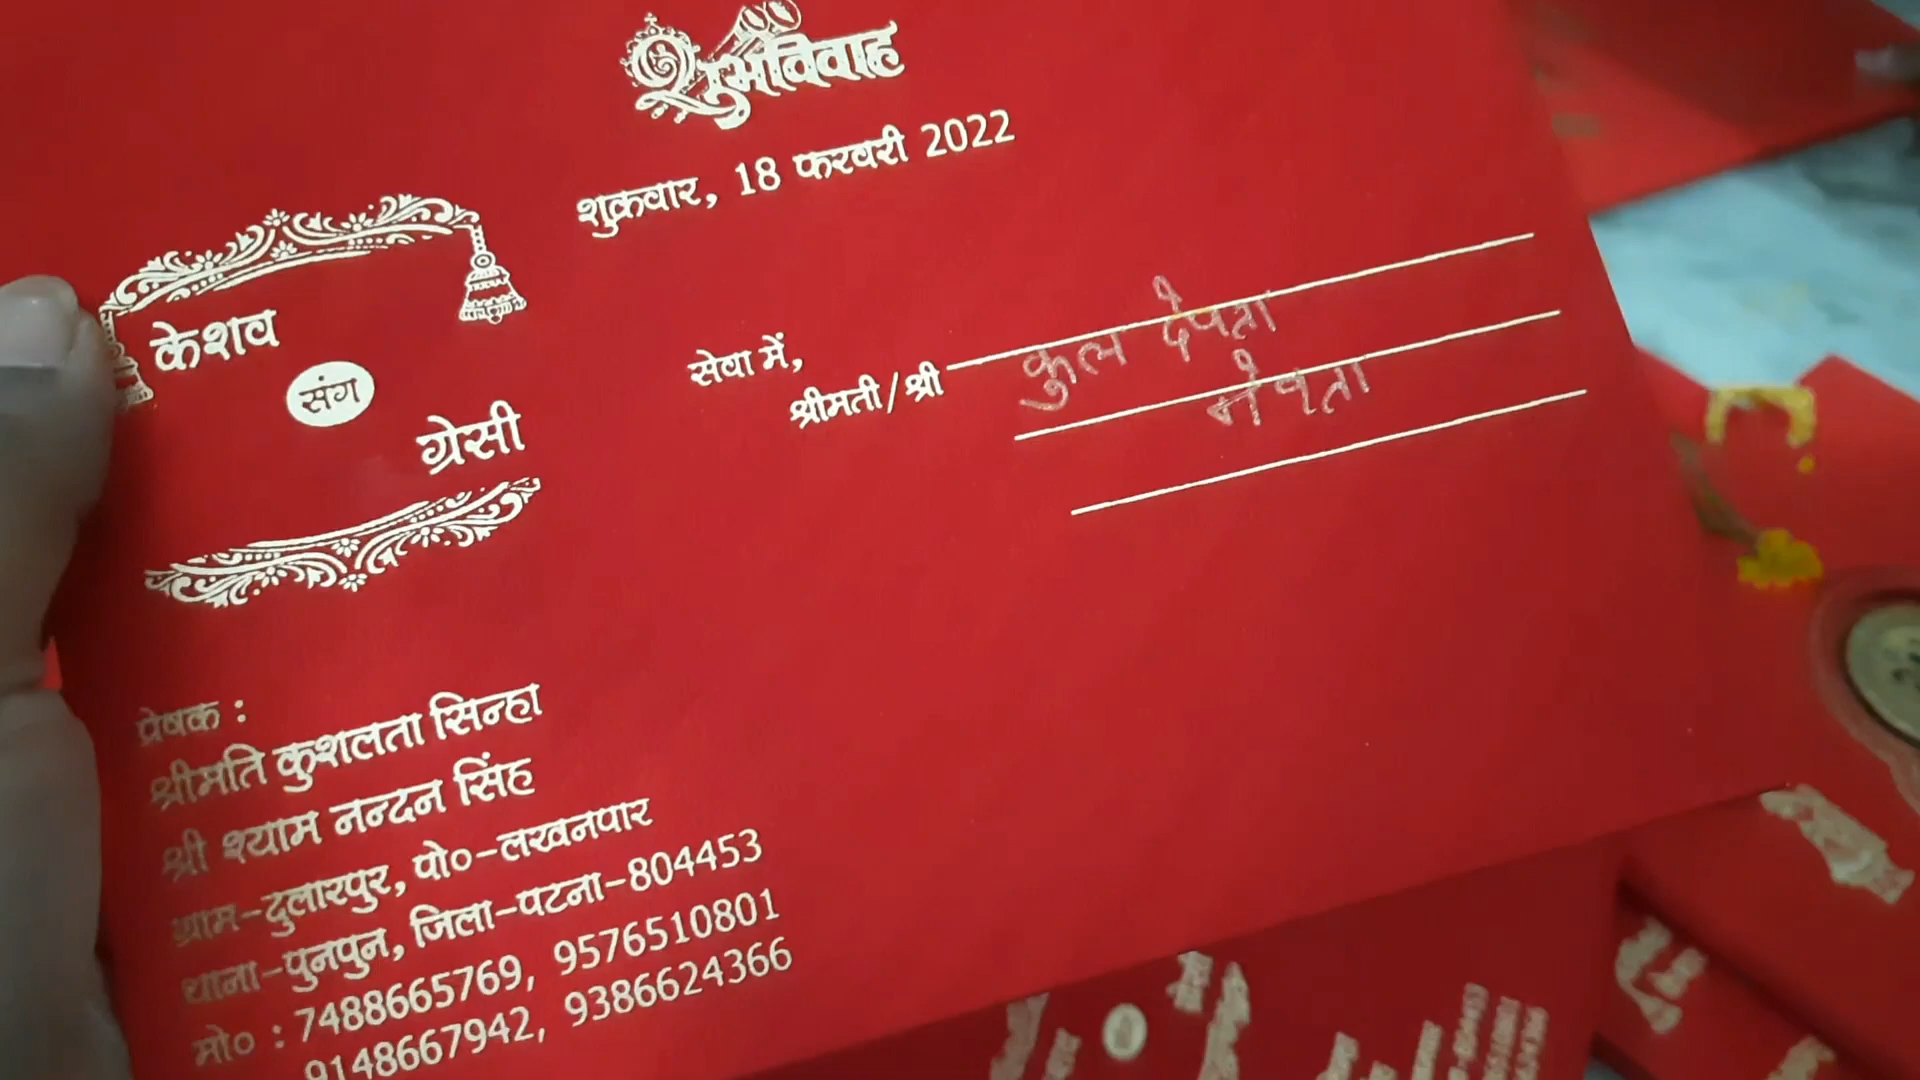 शुभविवाह
शुक्रवार, 18 फरवरी 2022
केशव
संग
ग्रेसी
सेवा में,
श्रीमती/श्री कुल देवता
नेवता
प्रेषक :
श्रीमति कुशलता सिन्हा
श्री श्याम नन्दन सिंह
ग्राम-दुलारपुर, पो०-लखनपार
थाना-पुनपुन, जिला-पटना-804453
मो० : 7488665769, 9576510801
9148667942, 9386624366